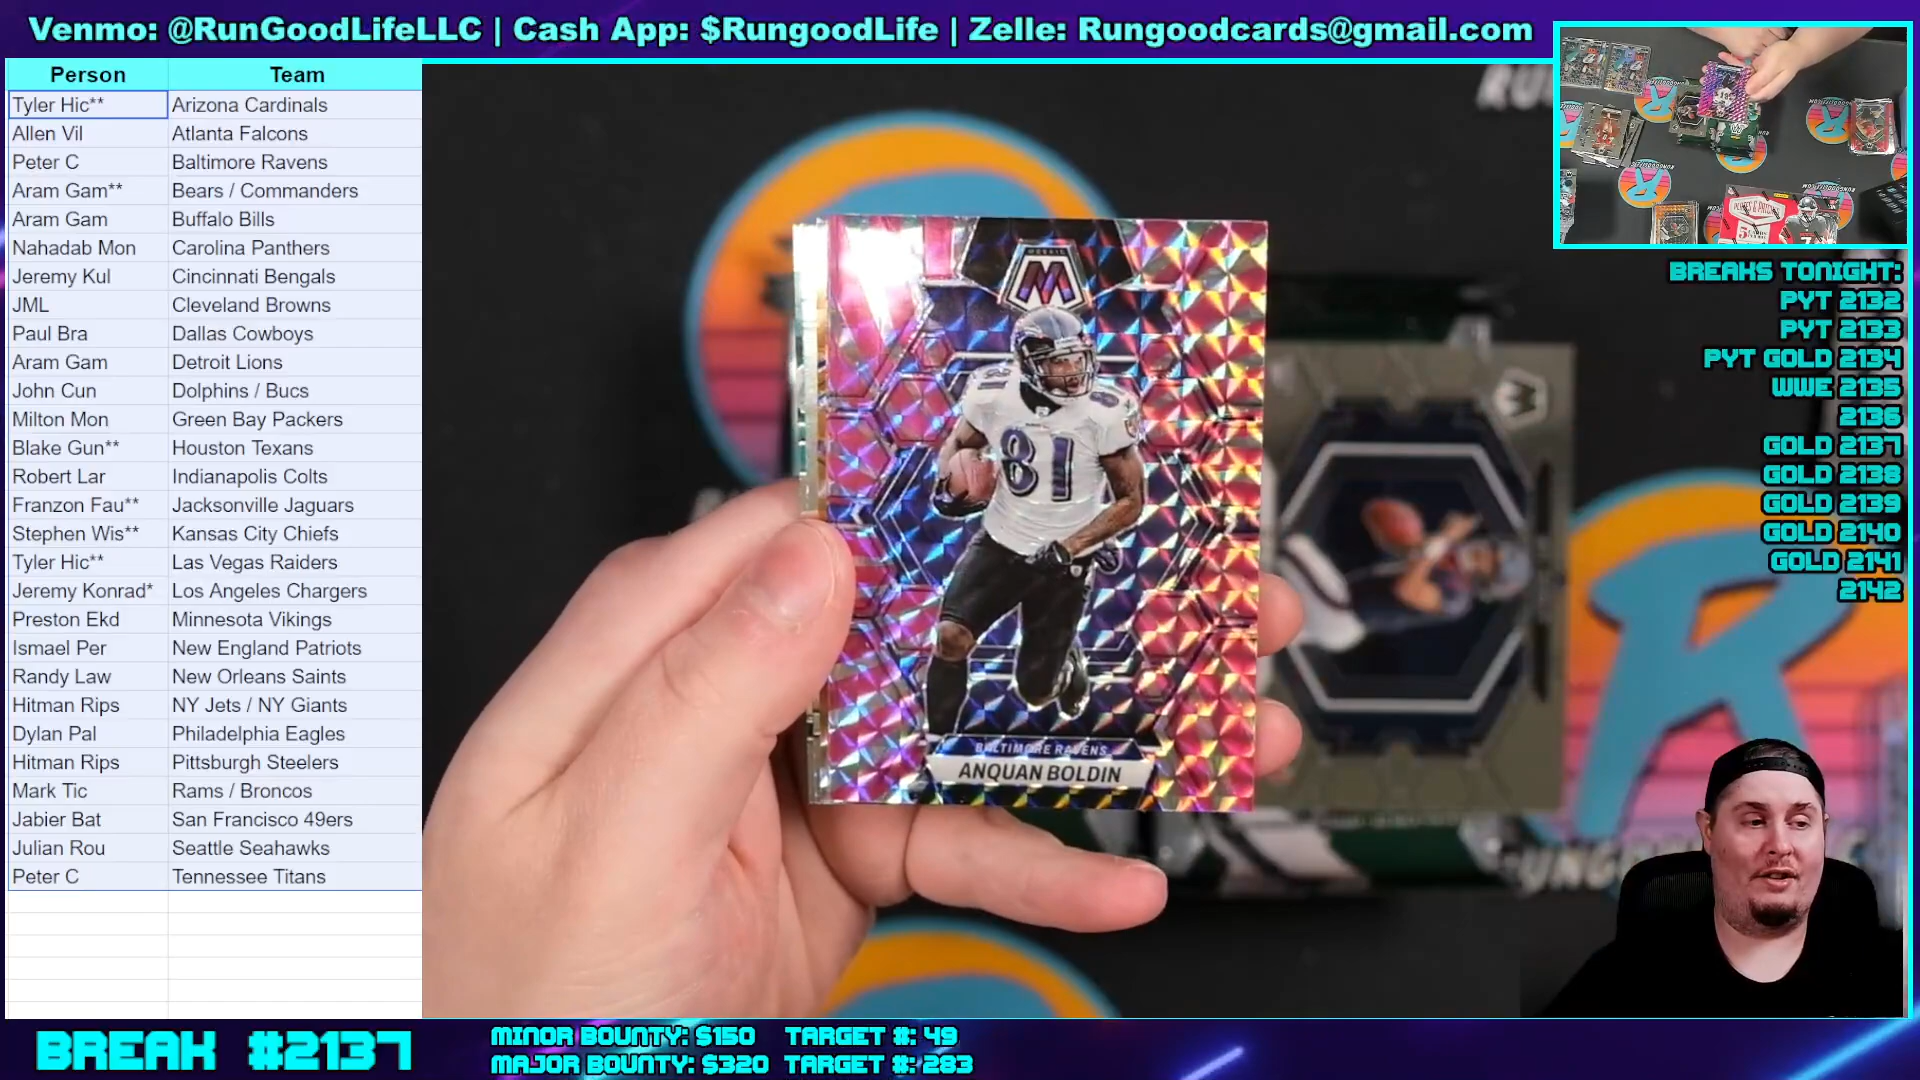 Venmo: @RunGoodLifeLLC | Cash App: $RungoodLife | Zelle: Rungoodcards@gmail.com
Person Team
Tyler Hic** Arizona Cardinals
Allen Vil Atlanta Falcons
Peter C Baltimore Ravens
Aram Gam** Bears / Commanders
Aram Gam Buffalo Bills
Nahadab Mon Carolina Panthers
Jeremy Kul Cincinnati Bengals
JML Cleveland Browns
Paul Bra Dallas Cowboys
Aram Gam Detroit Lions
John Cun Dolphins / Bucs
Milton Mon Green Bay Packers
Blake Gun** Houston Texans
Robert Lar Indianapolis Colts
Franzon Fau** Jacksonville Jaguars
Stephen Wis** Kansas City Chiefs
Tyler Hic** Las Vegas Raiders
Jeremy Konrad* Los Angeles Chargers
Preston Ekd Minnesota Vikings
Ismael Per New England Patriots
Randy Law New Orleans Saints
Hitman Rips NY Jets / NY Giants
Dylan Pal Philadelphia Eagles
Hitman Rips Pittsburgh Steelers
Mark Tic Rams / Broncos
Jabier Bat San Francisco 49ers
Julian Rou Seattle Seahawks
Peter C Tennessee Titans
MOSAIC
M
81
81
BALTIMORE RAVENS
ANQUAN BOLDIN
BREAKS TONIGHT:
PYT 2132
PYT 2133
PYT GOLD 2134
WWE 2135
2136
GOLD 2137
GOLD 2138
GOLD 2139
GOLD 2140
GOLD 2141
2142
BREAK #2137
MINOR BOUNTY: $150 TARGET #: 49
MAJOR BOUNTY: $320 TARGET #: 283